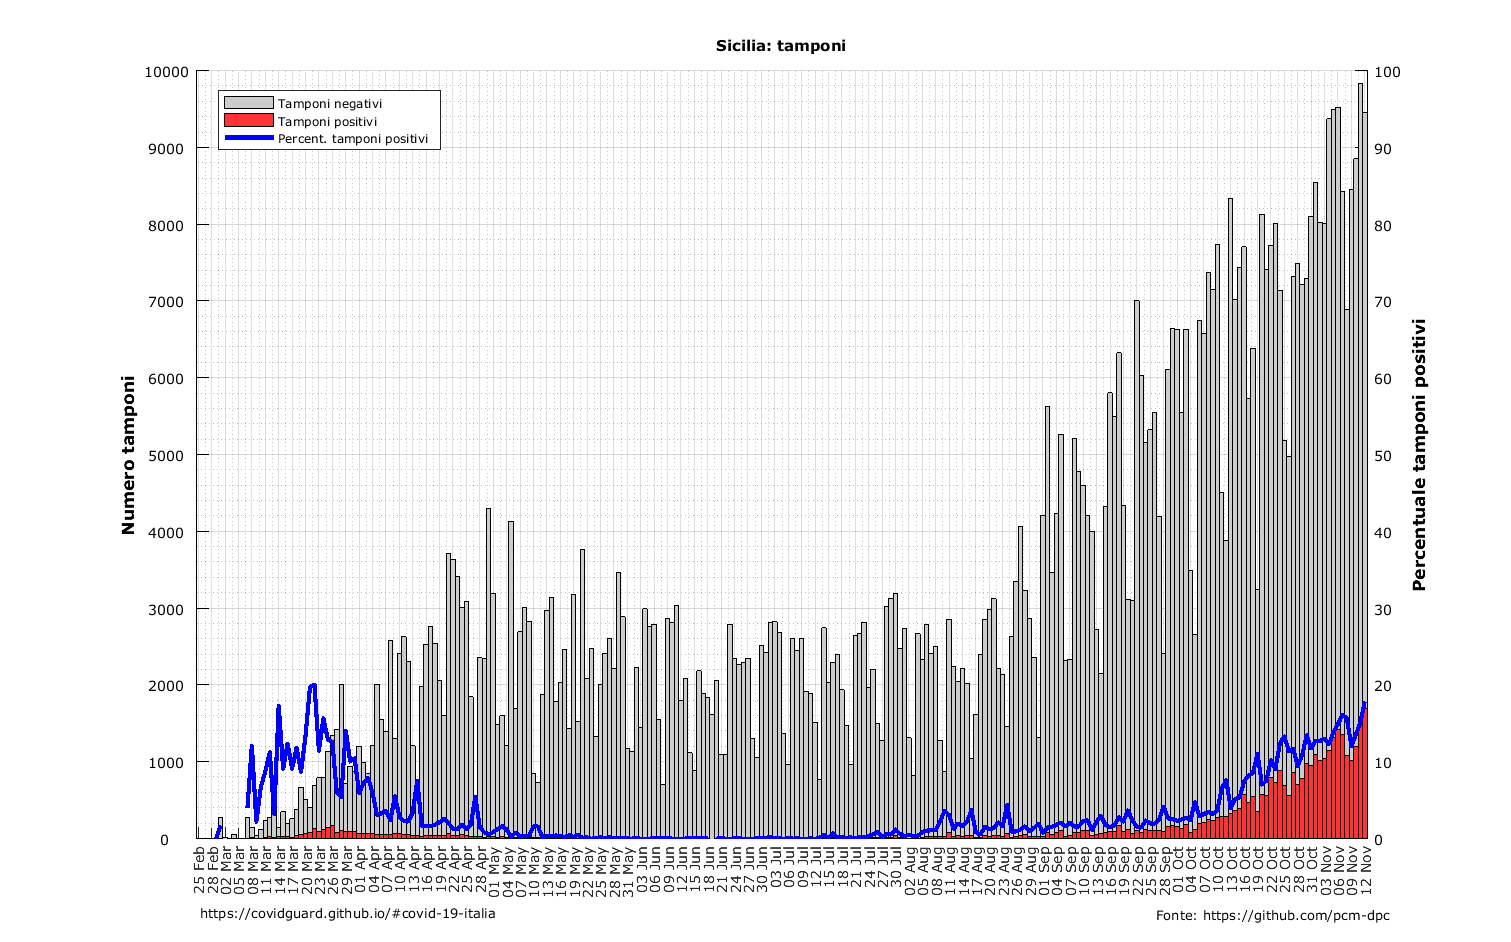 Sicilia: tamponi
Tamponi negativi
Tamponi positivi
Percent. tamponi positivi
Numero tamponi
10000
9000
8000
7000
6000
5000
4000
3000
2000
1000
0
Percentuale tamponi positivi
100
90
80
70
60
50
40
30
20
10
0
25 Feb
28 Feb
02 Mar
05 Mar
08 Mar
11 Mar
14 Mar
17 Mar
20 Mar
23 Mar
26 Mar
29 Mar
01 Apr
04 Apr
07 Apr
10 Apr
13 Apr
16 Apr
19 Apr
22 Apr
25 Apr
28 Apr
01 May
04 May
07 May
10 May
13 May
16 May
19 May
22 May
25 May
28 May
31 May
03 Jun
06 Jun
09 Jun
12 Jun
15 Jun
18 Jun
21 Jun
24 Jun
27 Jun
30 Jun
03 Jul
06 Jul
09 Jul
12 Jul
15 Jul
18 Jul
21 Jul
24 Jul
27 Jul
30 Jul
02 Aug
05 Aug
08 Aug
11 Aug
14 Aug
17 Aug
20 Aug
23 Aug
26 Aug
29 Aug
01 Sep
04 Sep
07 Sep
10 Sep
13 Sep
16 Sep
19 Sep
22 Sep
25 Sep
28 Sep
01 Oct
04 Oct
07 Oct
10 Oct
13 Oct
16 Oct
19 Oct
22 Oct
25 Oct
28 Oct
31 Oct
03 Nov
06 Nov
09 Nov
12 Nov
https://covidguard.github.io/#covid-19-italia
Fonte: https://github.com/pcm-dpc